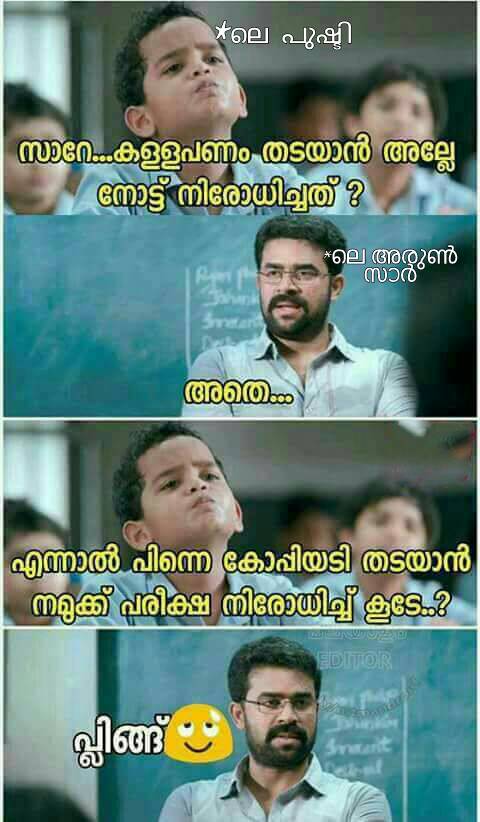 *ലെ പുഷ്ടി
സാറേ...കള്ളപണം തടയാൻ അല്ലേ
നോട്ട് നിരോധിച്ചത് ?
*ലെ അരുൺ
സാർ
അതെ...
എന്നാൽ പിന്നെ കോപ്പിയടി തടയാൻ
നമുക്ക് പരീക്ഷ നിരോധിച്ച് കൂടേ..?
EDITOR
പ്ലിങ്ങ്